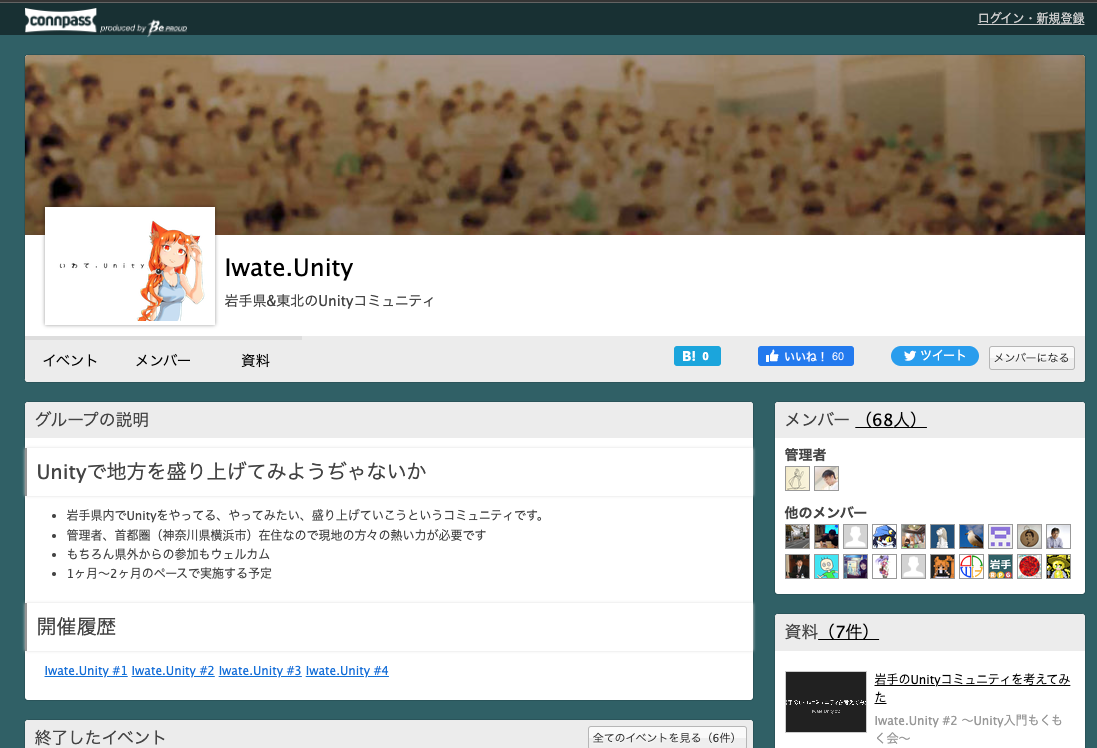 connpass produced by Be PROUD
ログイン・新規登録
いわて.Unity
Iwate.Unity
岩手県&東北のUnityコミュニティ
イベント
メンバー
資料
B! 0
いいね！ 60
ツイート
メンバーになる
グループの説明
Unityで地方を盛り上げてみようぢゃないか
岩手県内でUnityをやってる、やってみたい、盛り上げていこうというコミュニティです。
管理者、首都圏（神奈川県横浜市）在住なので現地の方々の熱い力が必要です
もちろん県外からの参加もウェルカム
1ヶ月〜2ヶ月のペースで実施する予定
開催履歴
Iwate.Unity #1 Iwate.Unity #2 Iwate.Unity #3 Iwate.Unity #4
終了したイベント
全てのイベントを見る（6件）
メンバー （68人）
管理者
他のメンバー
岩手
資料（7件）
岩手のUnityコミュニティを考えてみ
た
Iwate.Unity #2 〜Unity入門もくも
く会〜